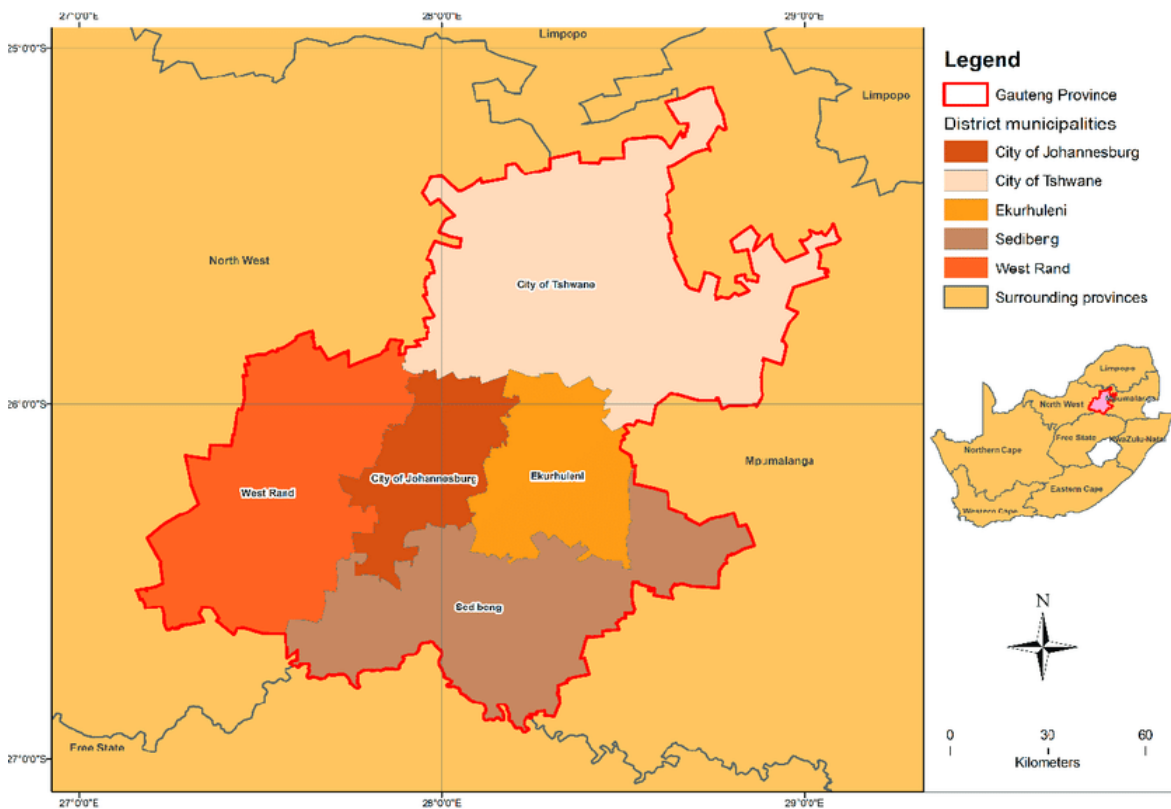 27°0'0"E
28°0'0"E
29°0'0"E
25°0'0"S
26°0'0"S
27°0'0"S
Limpopo
Limpopo
North West
City of Tshwane
West Rand
City of Johannesburg
Ekurhuleni
Mpumalanga
Sedibeng
Free State
27°0'0"E
28°0'0"E
29°0'0"E
Legend
Gauteng Province
District municipalities
City of Johannesburg
City of Tshwane
Ekurhuleni
Sedibeng
West Rand
Surrounding provinces
Limpopo
North West
Mpumalanga
Free State
KwaZulu-Natal
Northern Cape
Eastern Cape
Western Cape
N
0 30 60
Kilometers